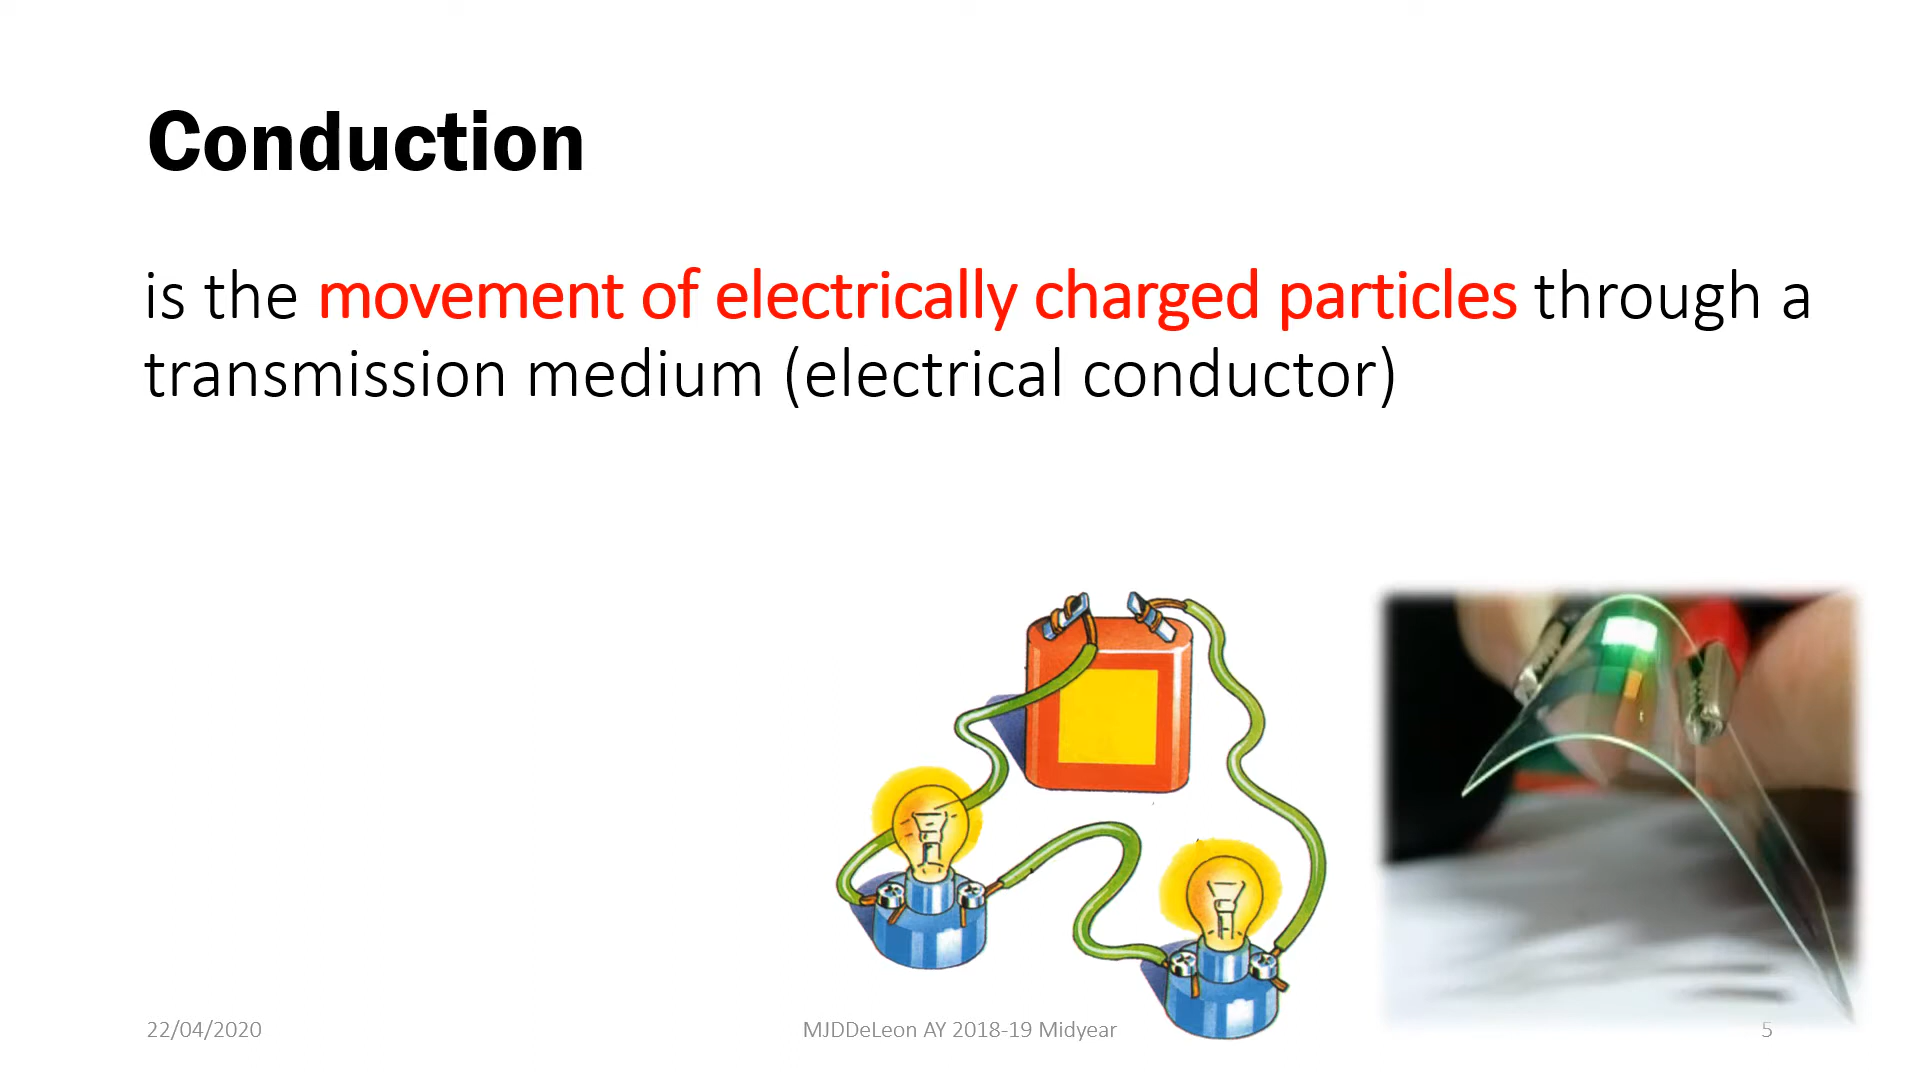 Conduction
is the movement of electrically charged particles through a
transmission medium (electrical conductor)
22/04/2020
MJDDeLeon AY 2018-19 Midyear
5